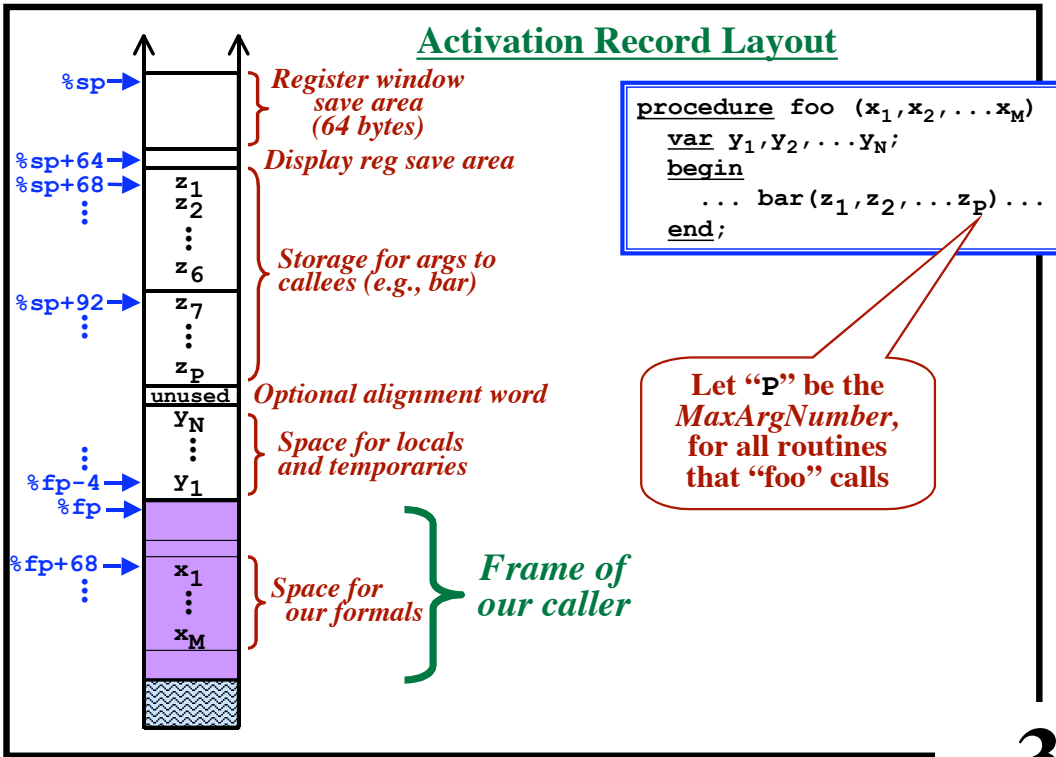 Activation Record Layout
%sp
Register window
save area
(64 bytes)
%sp+64
Display reg save area
%sp+68
z1
z2
z6
Storage for args to
callees (e.g., bar)
%sp+92
z7
zP
unused
Optional alignment word
yN
Space for locals
and temporaries
%fp-4
y1
%fp
%fp+68
x1
xM
Space for
our formals
Frame of
our caller
procedure foo (x1,x2,...xM)
var y1,y2,...yN;
begin
... bar(z1,z2,...zP)...
end;
Let “P” be the
MaxArgNumber,
for all routines
that “foo” calls